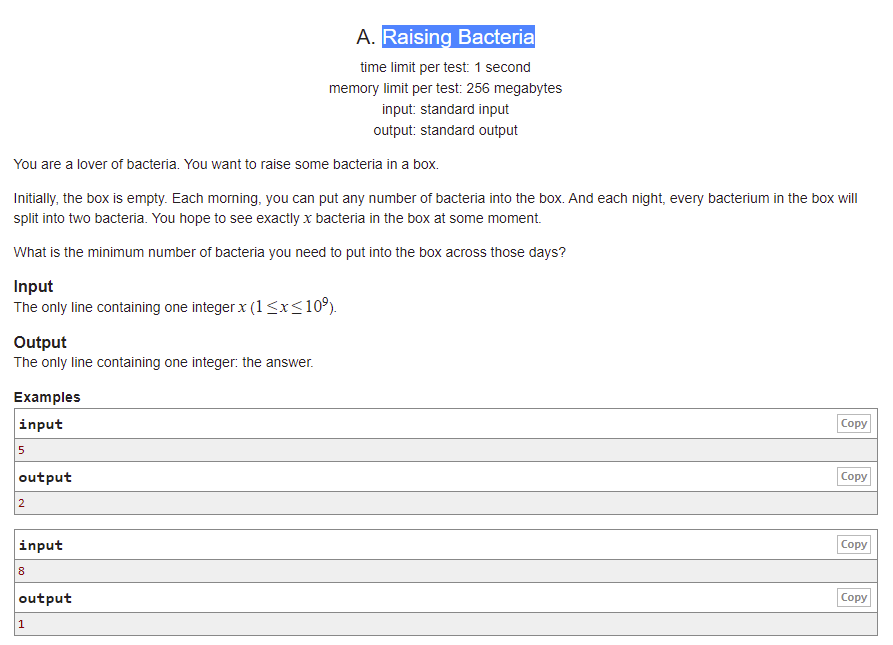 A. Raising Bacteria
time limit per test: 1 second
memory limit per test: 256 megabytes
input: standard input
output: standard output
You are a lover of bacteria. You want to raise some bacteria in a box.
Initially, the box is empty. Each morning, you can put any number of bacteria into the box. And each night, every bacterium in the box will
split into two bacteria. You hope to see exactly x bacteria in the box at some moment.
What is the minimum number of bacteria you need to put into the box across those days?
Input
The only line containing one integer x (1 ≤ x ≤ 10⁹).
Output
The only line containing one integer: the answer.
Examples
input Copy
5
output Copy
2
input Copy
8
output Copy
1